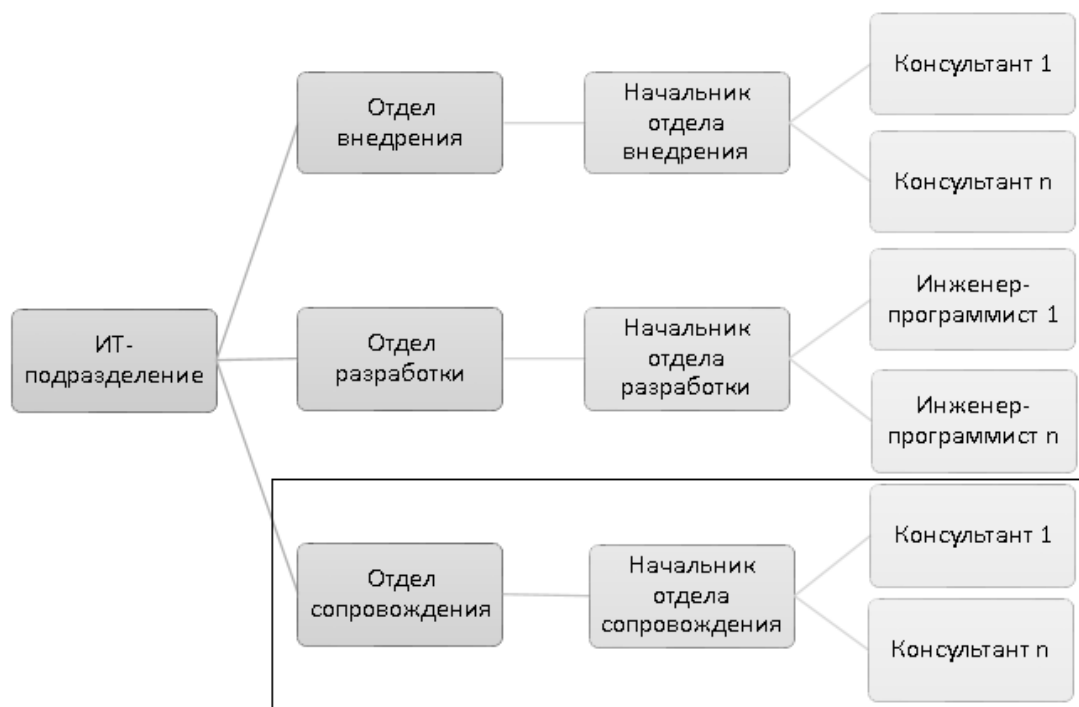 ИТ-
подразделение
Отдел
внедрения
Начальник
отдела
внедрения
Консультант 1
Консультант n
Отдел
разработки
Начальник
отдела
разработки
Инженер-
программист 1
Инженер-
программист n
Отдел
сопровождения
Начальник
отдела
сопровождения
Консультант 1
Консультант n